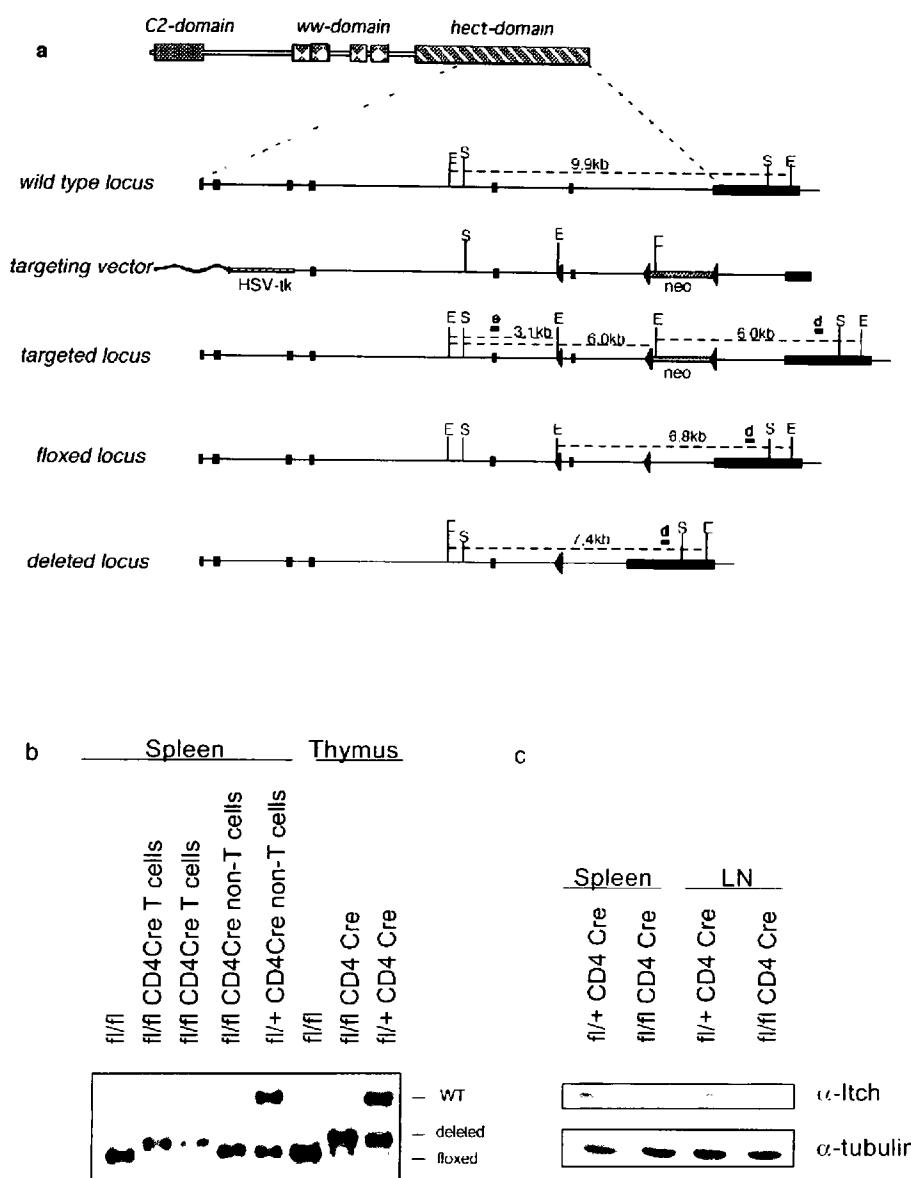 a
C2-domain ww-domain hect-domain
wild type locus
E S 9.9kb S E
targeting vector
HSV-tk
S E E neo
targeted locus
E S e 3.1kb E 6.0kb E 6.0kb d S E
neo
floxed locus
E S E 6.8kb d S E
deleted locus
E S 7.4kb d S E
b
Spleen Thymus
fl/fl
fl/fl CD4Cre T cells
fl/fl CD4Cre T cells
fl/fl CD4Cre non-T cells
fl/+ CD4Cre non-T cells
fl/fl
fl/fl CD4 Cre
fl/+ CD4 Cre
WT
deleted
floxed
c
Spleen LN
fl/+ CD4 Cre
fl/fl CD4 Cre
fl/+ CD4 Cre
fl/fl CD4 Cre
α-Itch
α-tubulin